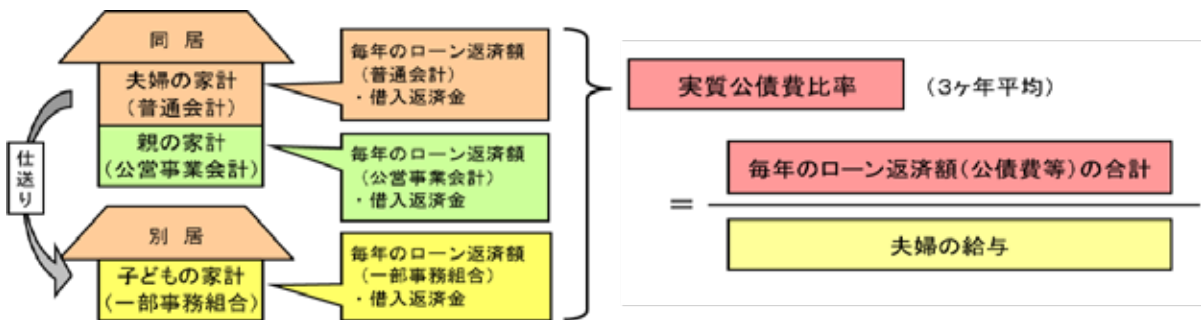 同 居
夫婦の家計
(普通会計)
親の家計
(公営事業会計)
仕送り
別 居
子どもの家計
(一部事務組合)
毎年のローン返済額
(普通会計)
・借入返済金
毎年のローン返済額
(公営事業会計)
・借入返済金
毎年のローン返済額
(一部事務組合)
・借入返済金
実質公債費比率 (3ヶ年平均)
毎年のローン返済額(公債費等)の合計
=
夫婦の給与